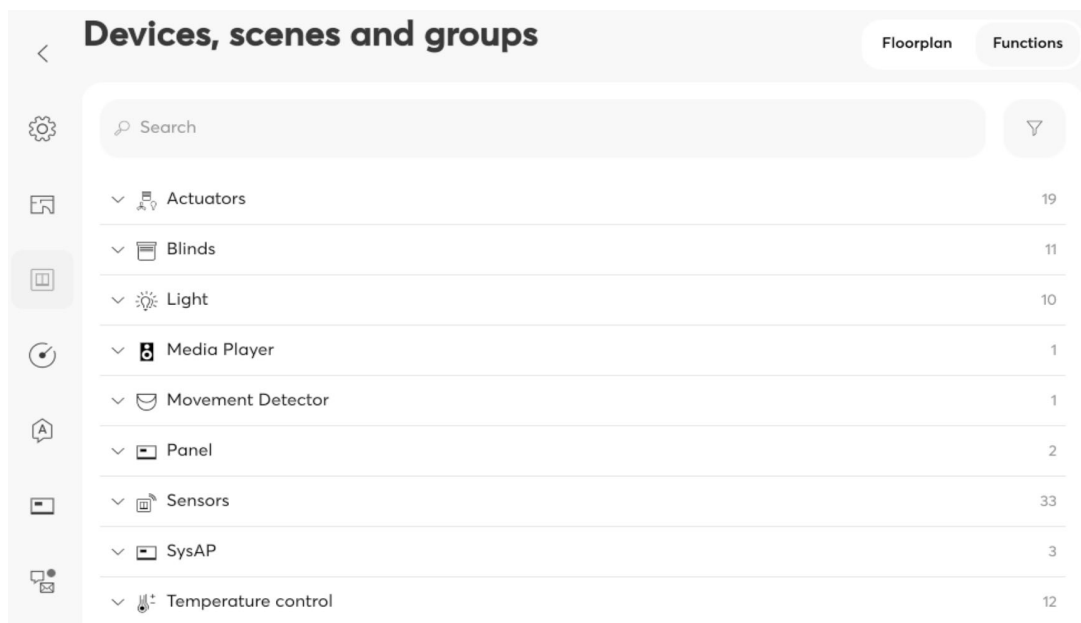 Devices, scenes and groups
Floorplan Functions
Search
Actuators 19
Blinds 11
Light 10
Media Player 1
Movement Detector 1
A
Panel 2
Sensors 33
SysAP 3
Temperature control 12